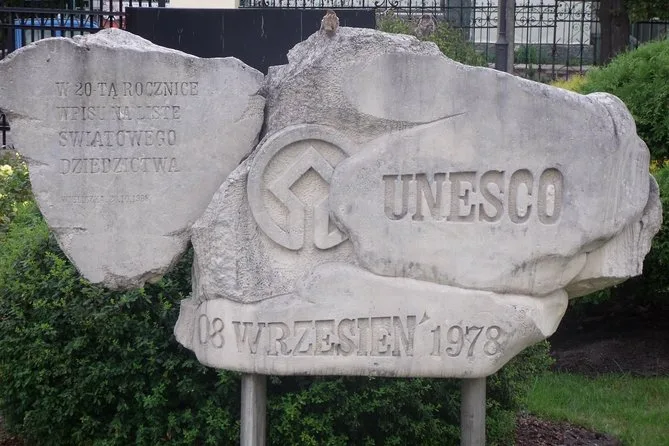 W 20-TĄ ROCZNICĘ
WPISU NA LISTĘ
ŚWIATOWEGO
DZIEDZICTWA
UNESCO
08 WRZESIEŃ 1978